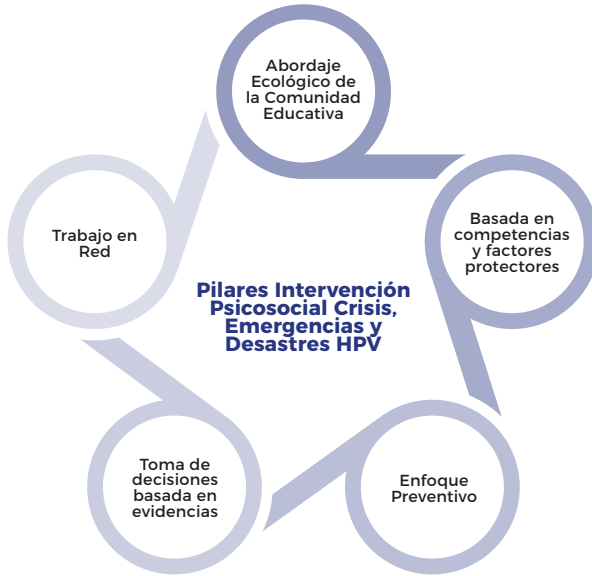 Abordaje
Ecológico de
la Comunidad
Educativa
Basada en
competencias
y factores
protectores
Trabajo en
Red
Pilares Intervención
Psicosocial Crisis,
Emergencias y
Desastres HPV
Toma de
decisiones
basada en
evidencias
Enfoque
Preventivo